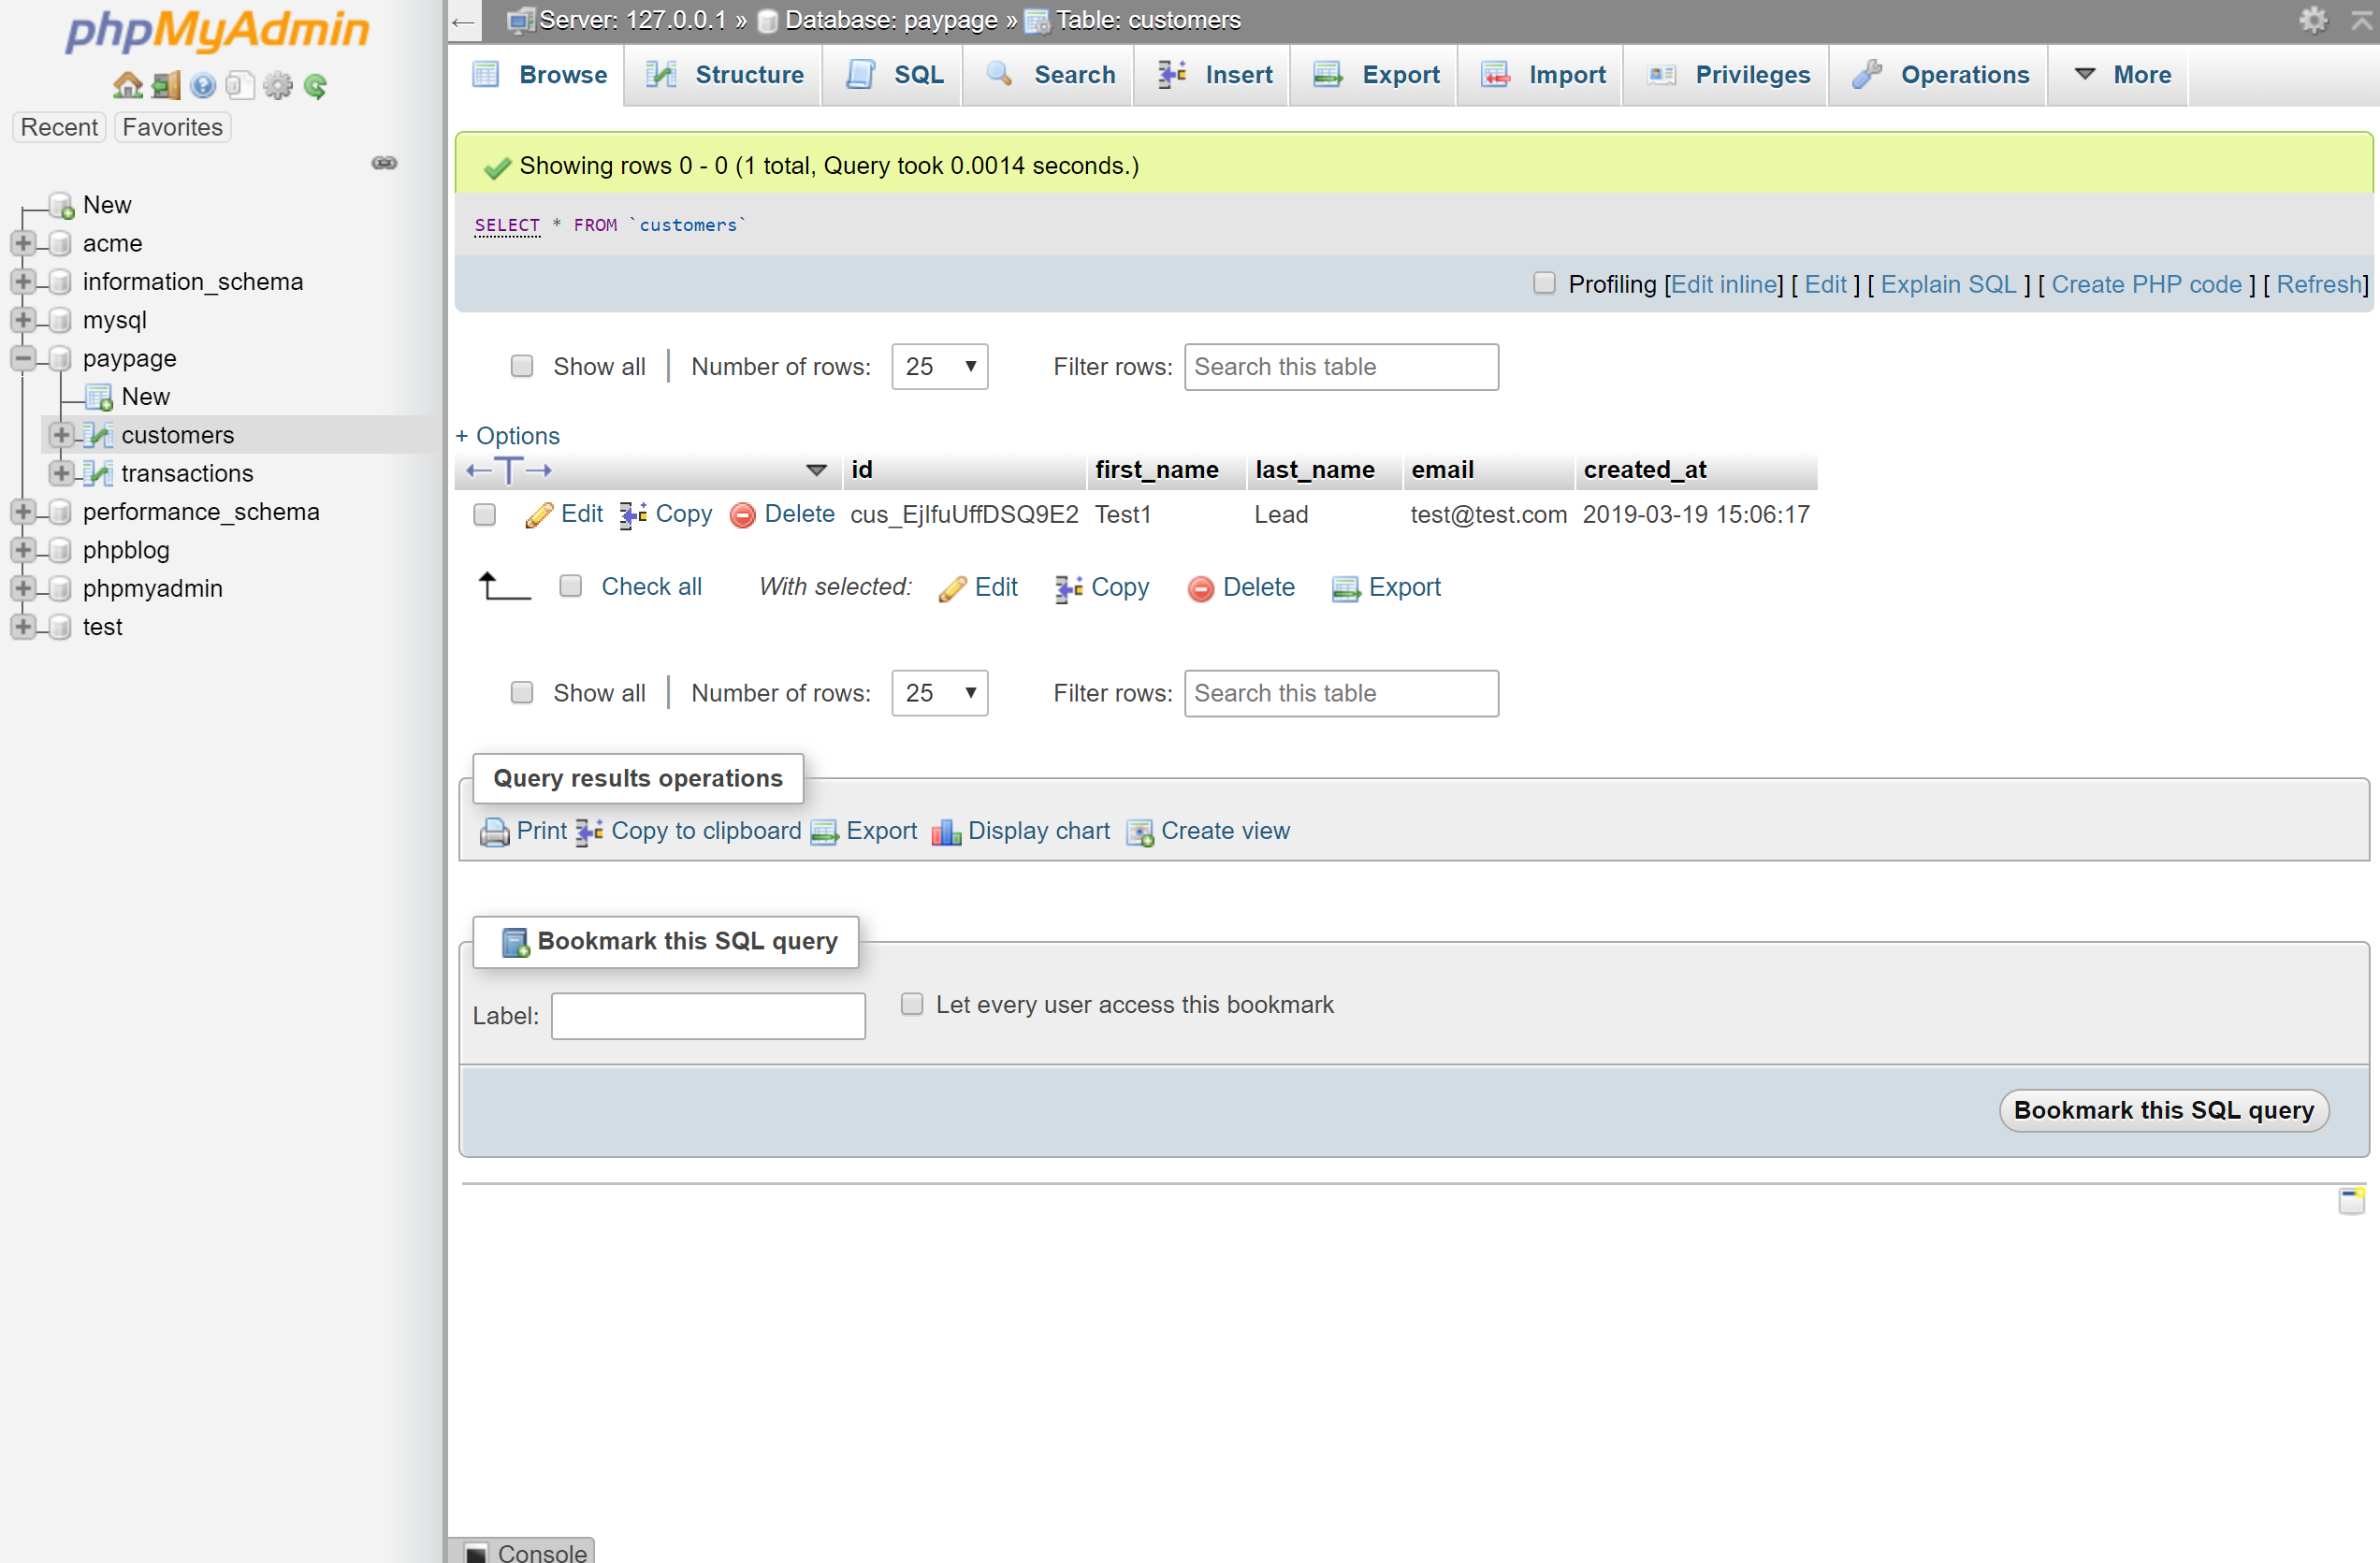 phpMyAdmin
Recent Favorites
New
acme
information_schema
mysql
paypage
New
customers
transactions
performance_schema
phpblog
phpmyadmin
test
Server: 127.0.0.1 » Database: paypage » Table: customers
Browse Structure SQL Search Insert Export Import Privileges Operations More
Showing rows 0 - 0 (1 total, Query took 0.0014 seconds.)
SELECT * FROM `customers`
Profiling [Edit inline] [ Edit ] [ Explain SQL ] [ Create PHP code ] [ Refresh]
Show all Number of rows: 25 Filter rows: Search this table
+ Options
id first_name last_name email created_at
Edit Copy Delete cus_EjIfuUffDSQ9E2 Test1 Lead test@test.com 2019-03-19 15:06:17
Check all With selected: Edit Copy Delete Export
Show all Number of rows: 25 Filter rows: Search this table
Query results operations
Print Copy to clipboard Export Display chart Create view
Bookmark this SQL query
Label: Let every user access this bookmark
Bookmark this SQL query
Console